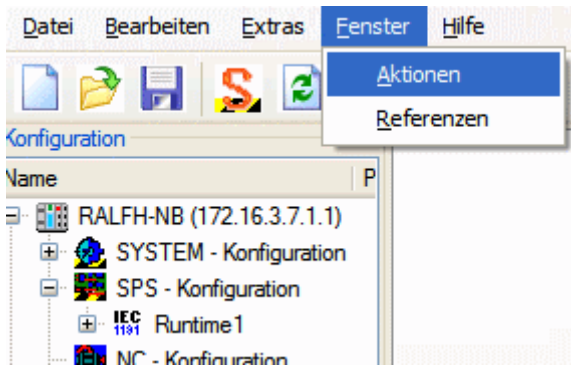 Datei Bearbeiten Extras Fenster Hilfe
Aktionen
Referenzen
Konfiguration
Name P
RALFH-NB (172.16.3.7.1.1)
SYSTEM - Konfiguration
SPS - Konfiguration
IEC 1131 Runtime1
NC - Konfiguration